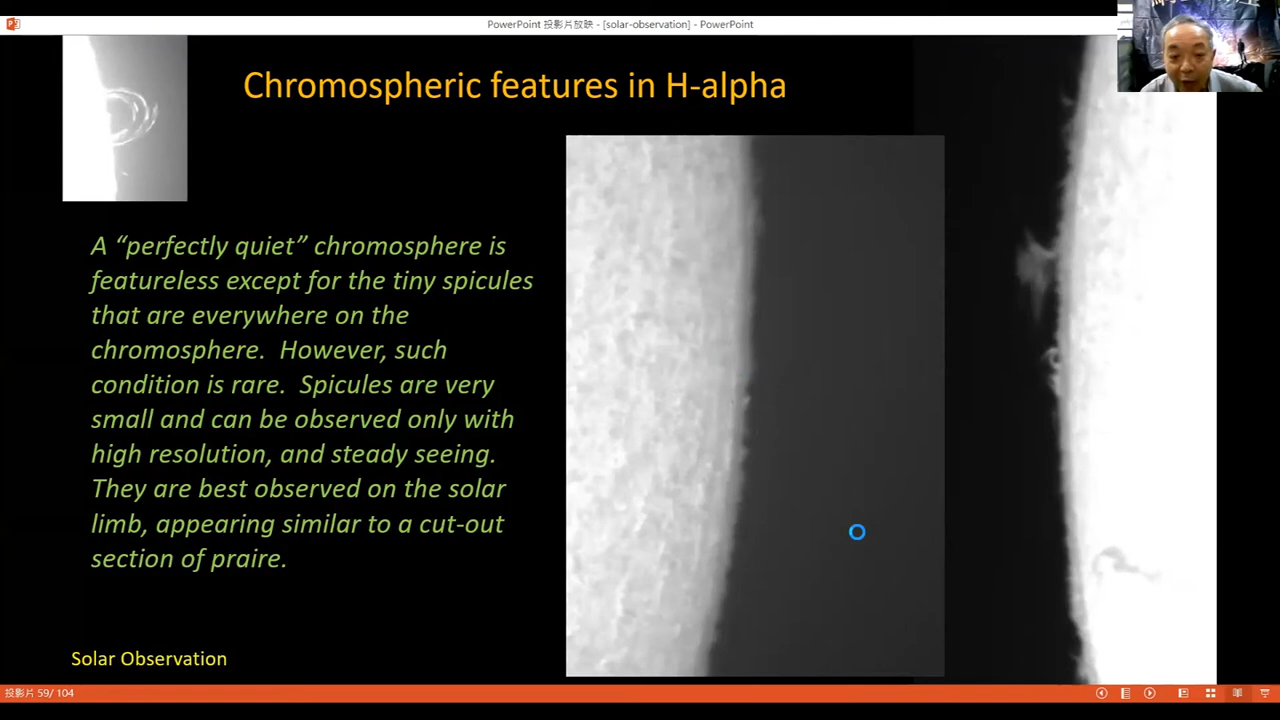 PowerPoint 投影片放映 - [solar-observation] - PowerPoint
Chromospheric features in H-alpha
A “perfectly quiet” chromosphere is
featureless except for the tiny spicules
that are everywhere on the
chromosphere. However, such
condition is rare. Spicules are very
small and can be observed only with
high resolution, and steady seeing.
They are best observed on the solar
limb, appearing similar to a cut-out
section of praire.
Solar Observation
投影片 59/ 104